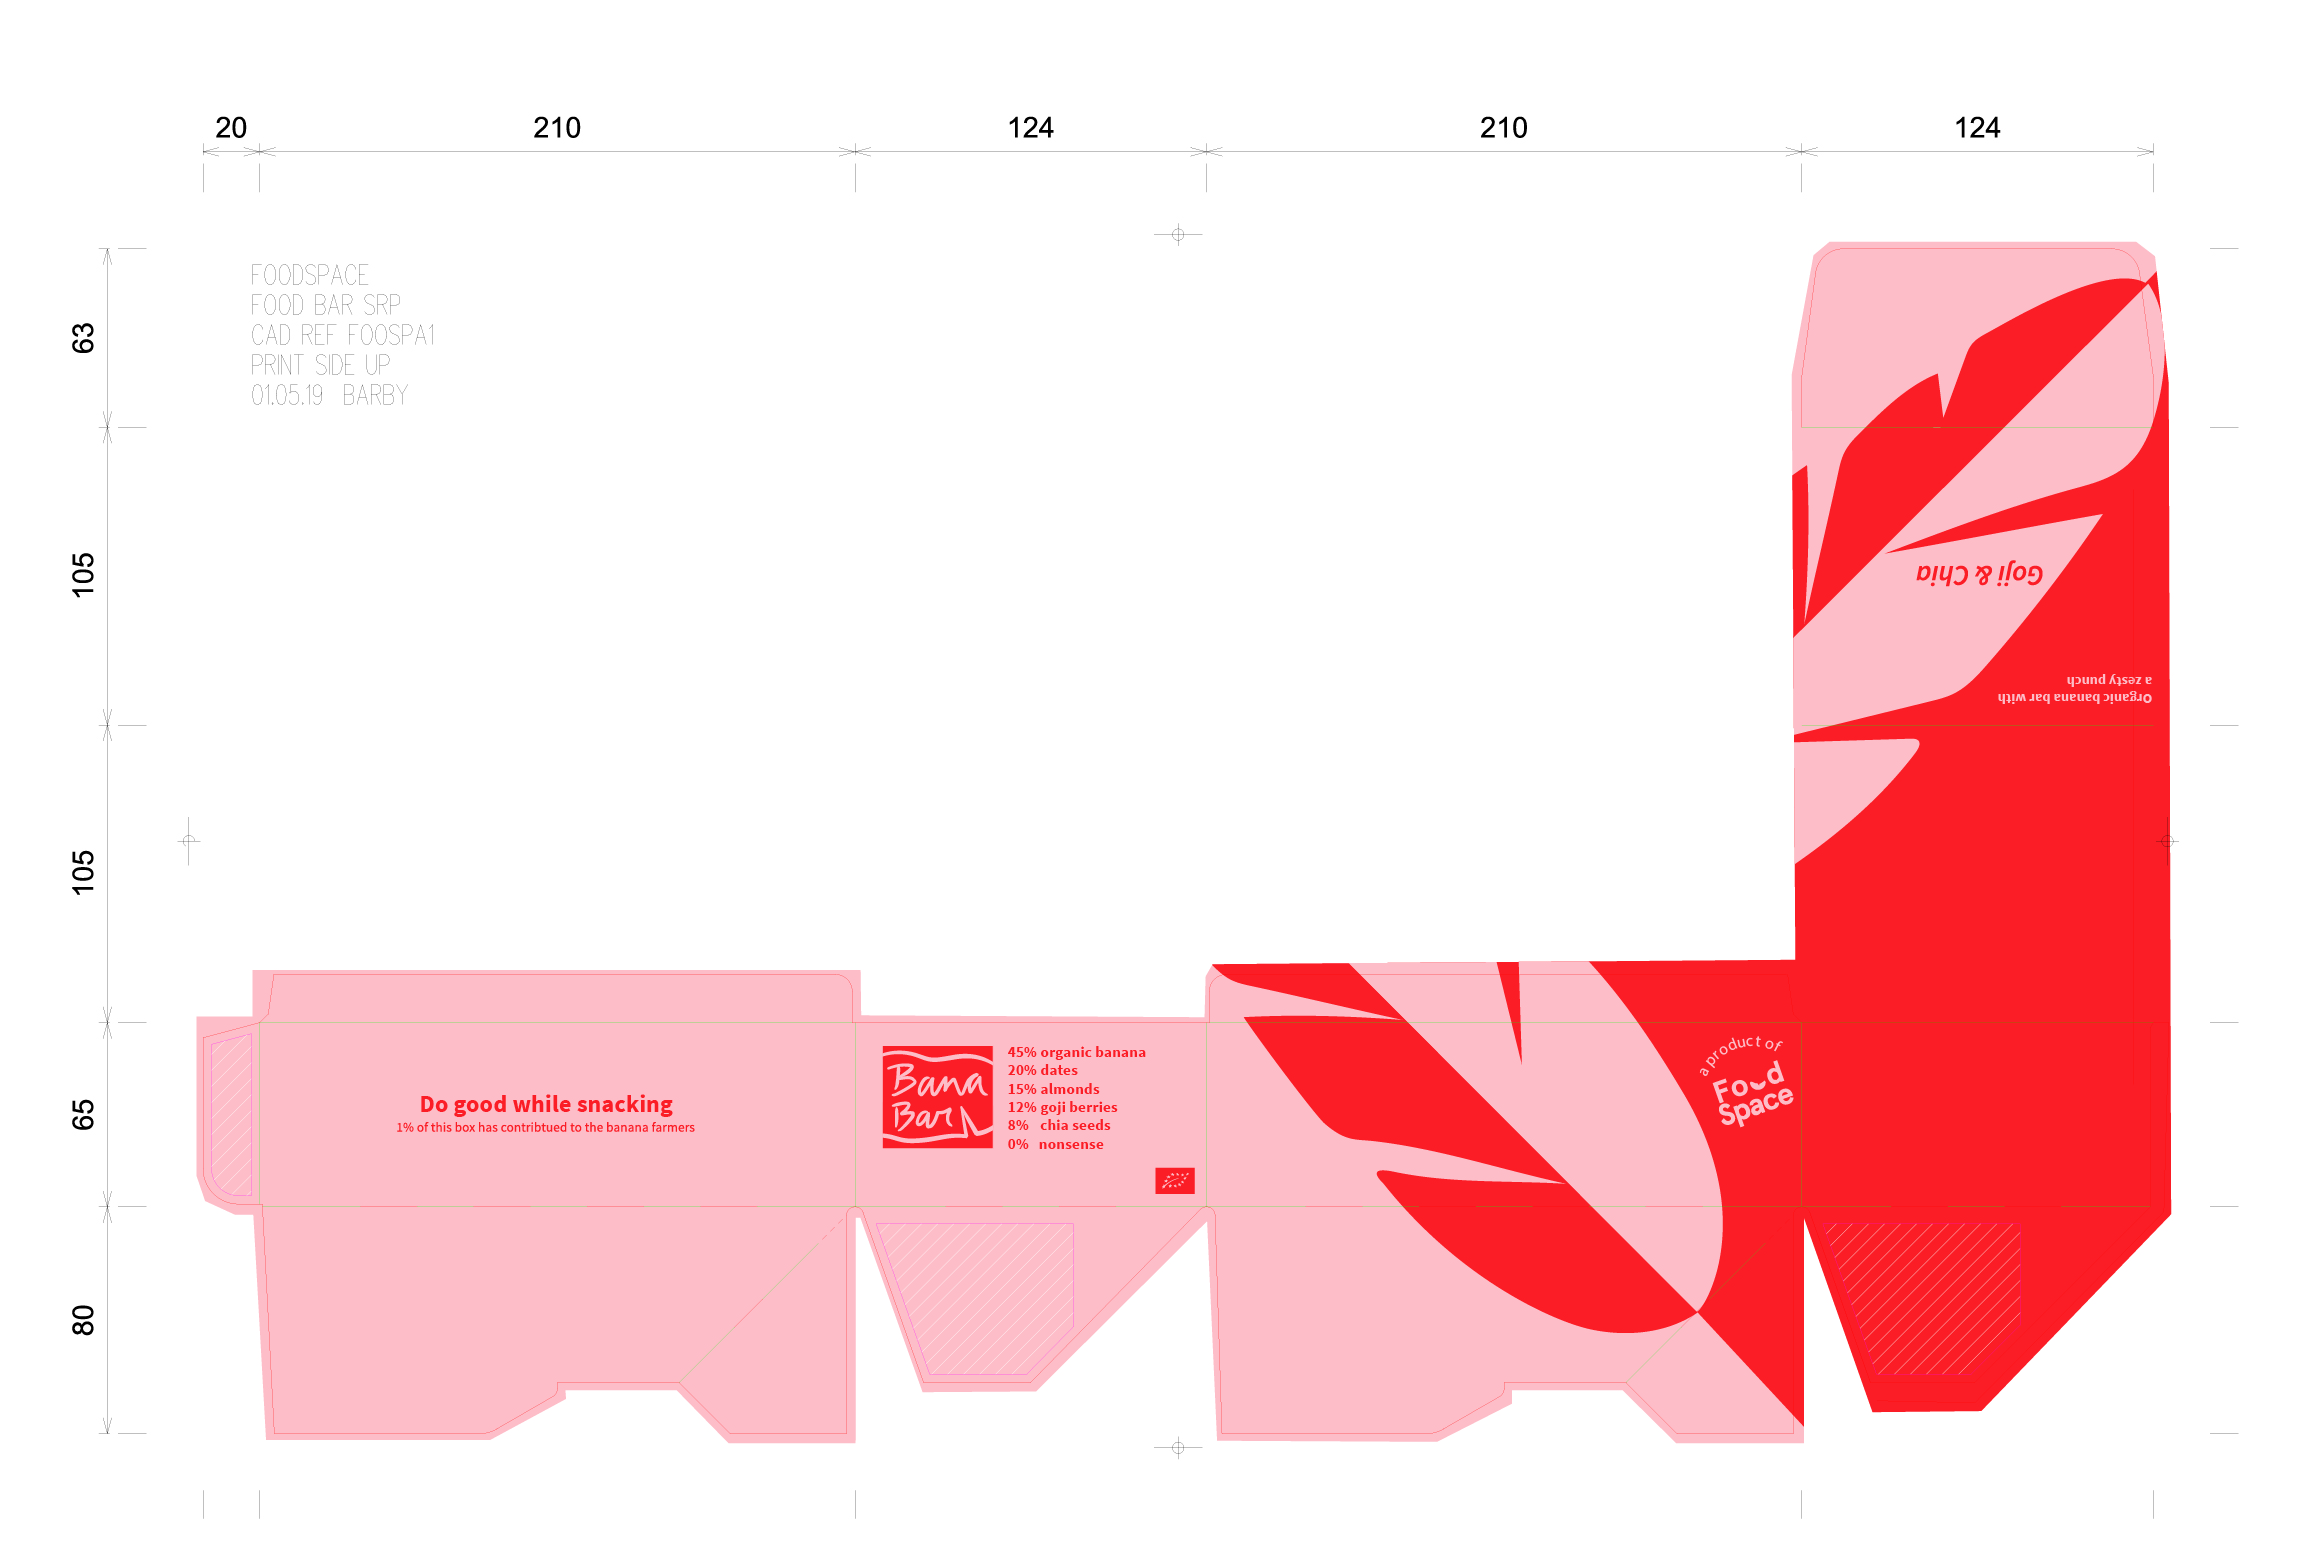 20 210 124 210 124
63
105
105
65
80
FOODSPACE
FOOD BAR SRP
CAD REF FOOSPA1
PRINT SIDE UP
01.05.19 BARBY
Goji & Chia
Organic banana bar with
a zesty punch
Do good while snacking
1% of this box has contribtued to the banana farmers
Bana
Bar
45% organic banana
20% dates
15% almonds
12% goji berries
8% chia seeds
0% nonsense
a product of
Food
Space